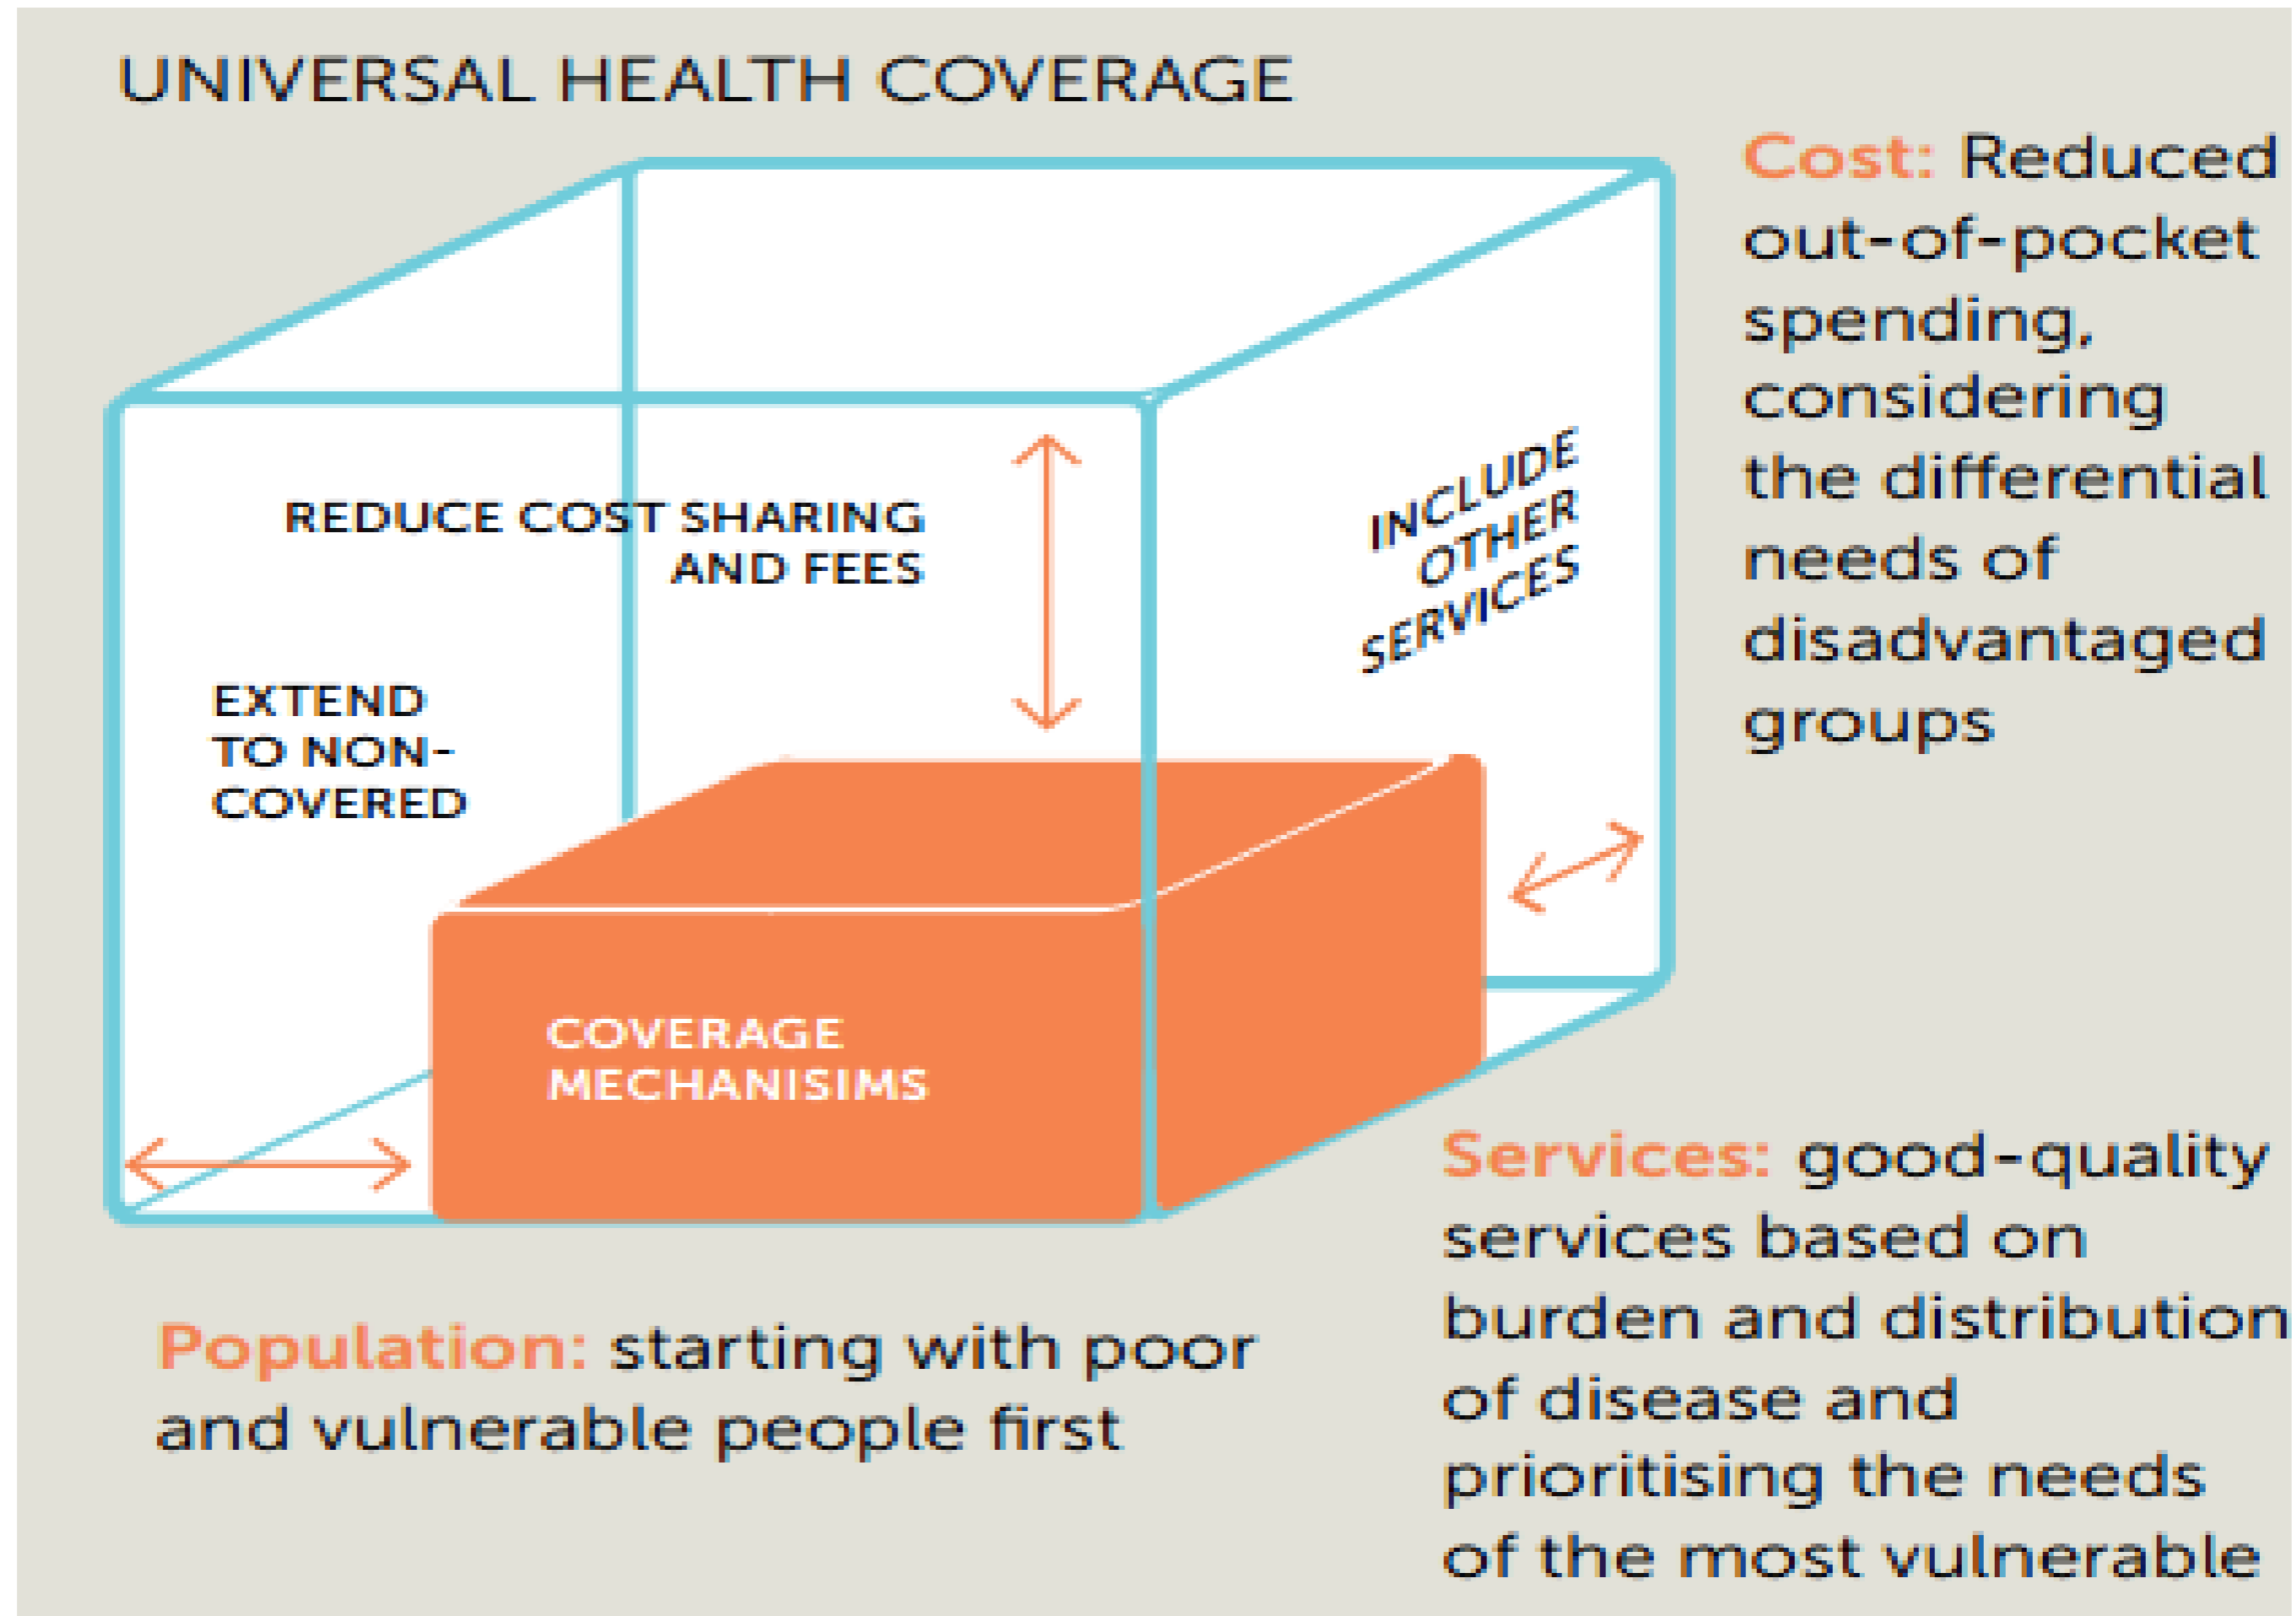 UNIVERSAL HEALTH COVERAGE
Cost: Reduced
out-of-pocket
spending,
considering
the differential
needs of
disadvantaged
groups
REDUCE COST SHARING
AND FEES
INCLUDE
OTHER
SERVICES
EXTEND
TO NON-
COVERED
COVERAGE
MECHANISIMS
Services: good-quality
services based on
burden and distribution
of disease and
prioritising the needs
of the most vulnerable
Population: starting with poor
and vulnerable people first